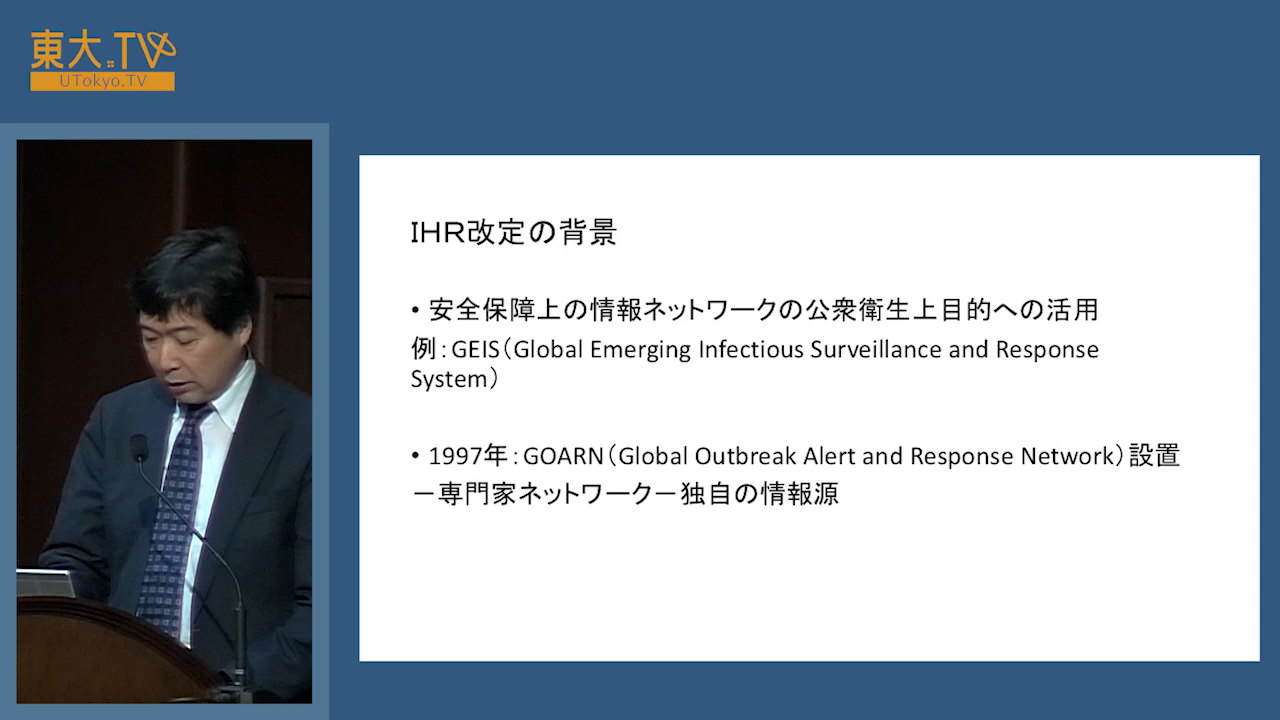 東大.TV
UTokyo.TV
IHR改定の背景
• 安全保障上の情報ネットワークの公衆衛生上目的への活用
例：GEIS（Global Emerging Infectious Surveillance and Response
System）
• 1997年：GOARN（Global Outbreak Alert and Response Network）設置
－専門家ネットワーク－独自の情報源